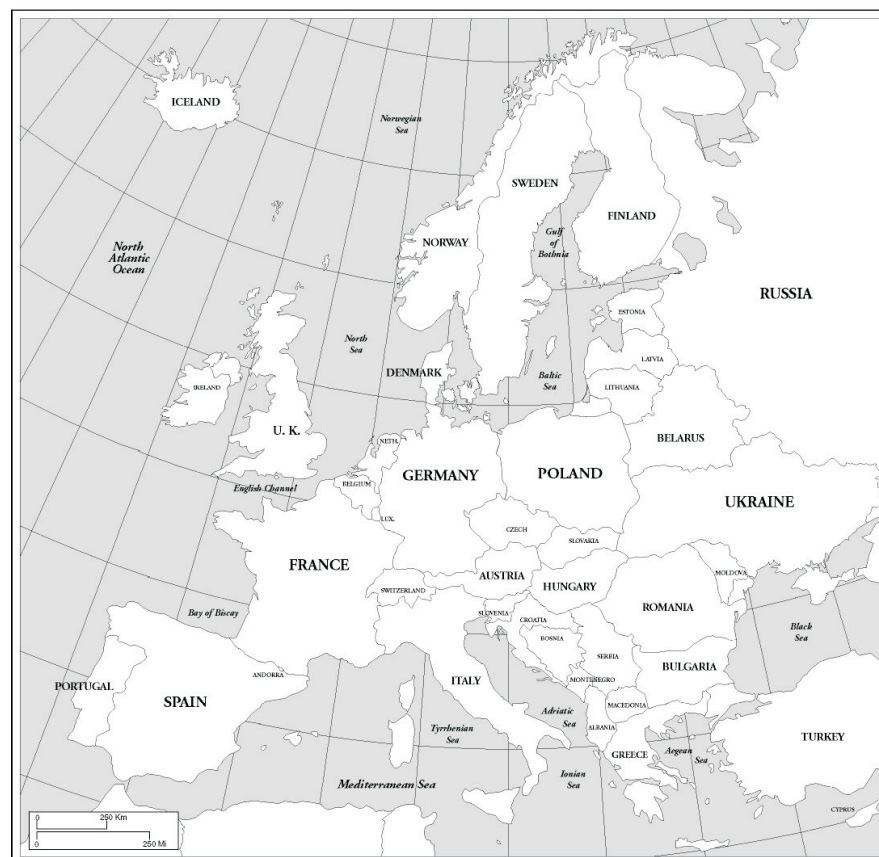 ICELAND
Norwegian
Sea
SWEDEN
FINLAND
NORWAY
Gulf
of
Bothnia
North
Atlantic
Ocean
RUSSIA
ESTONIA
North
Sea
LATVIA
DENMARK
Baltic
Sea
IRELAND
LITHUANIA
U. K.
BELARUS
NETH.
GERMANY
POLAND
BELGIUM
English Channel
UKRAINE
LUX.
CZECH
SLOVAKIA
FRANCE
AUSTRIA
MOLDOVA
SWITZERLAND
HUNGARY
ROMANIA
Bay of Biscay
SLOVENIA
CROATIA
Black
Sea
BOSNIA
SERBIA
BULGARIA
ANDORRA
ITALY
MONTENEGRO
PORTUGAL
SPAIN
MACEDONIA
Adriatic
Sea
Tyrrhenian
Sea
ALBANIA
TURKEY
GREECE
Aegean
Sea
Mediterranean Sea
Ionian
Sea
CYPRUS
0 250 Km
0 250 Mi